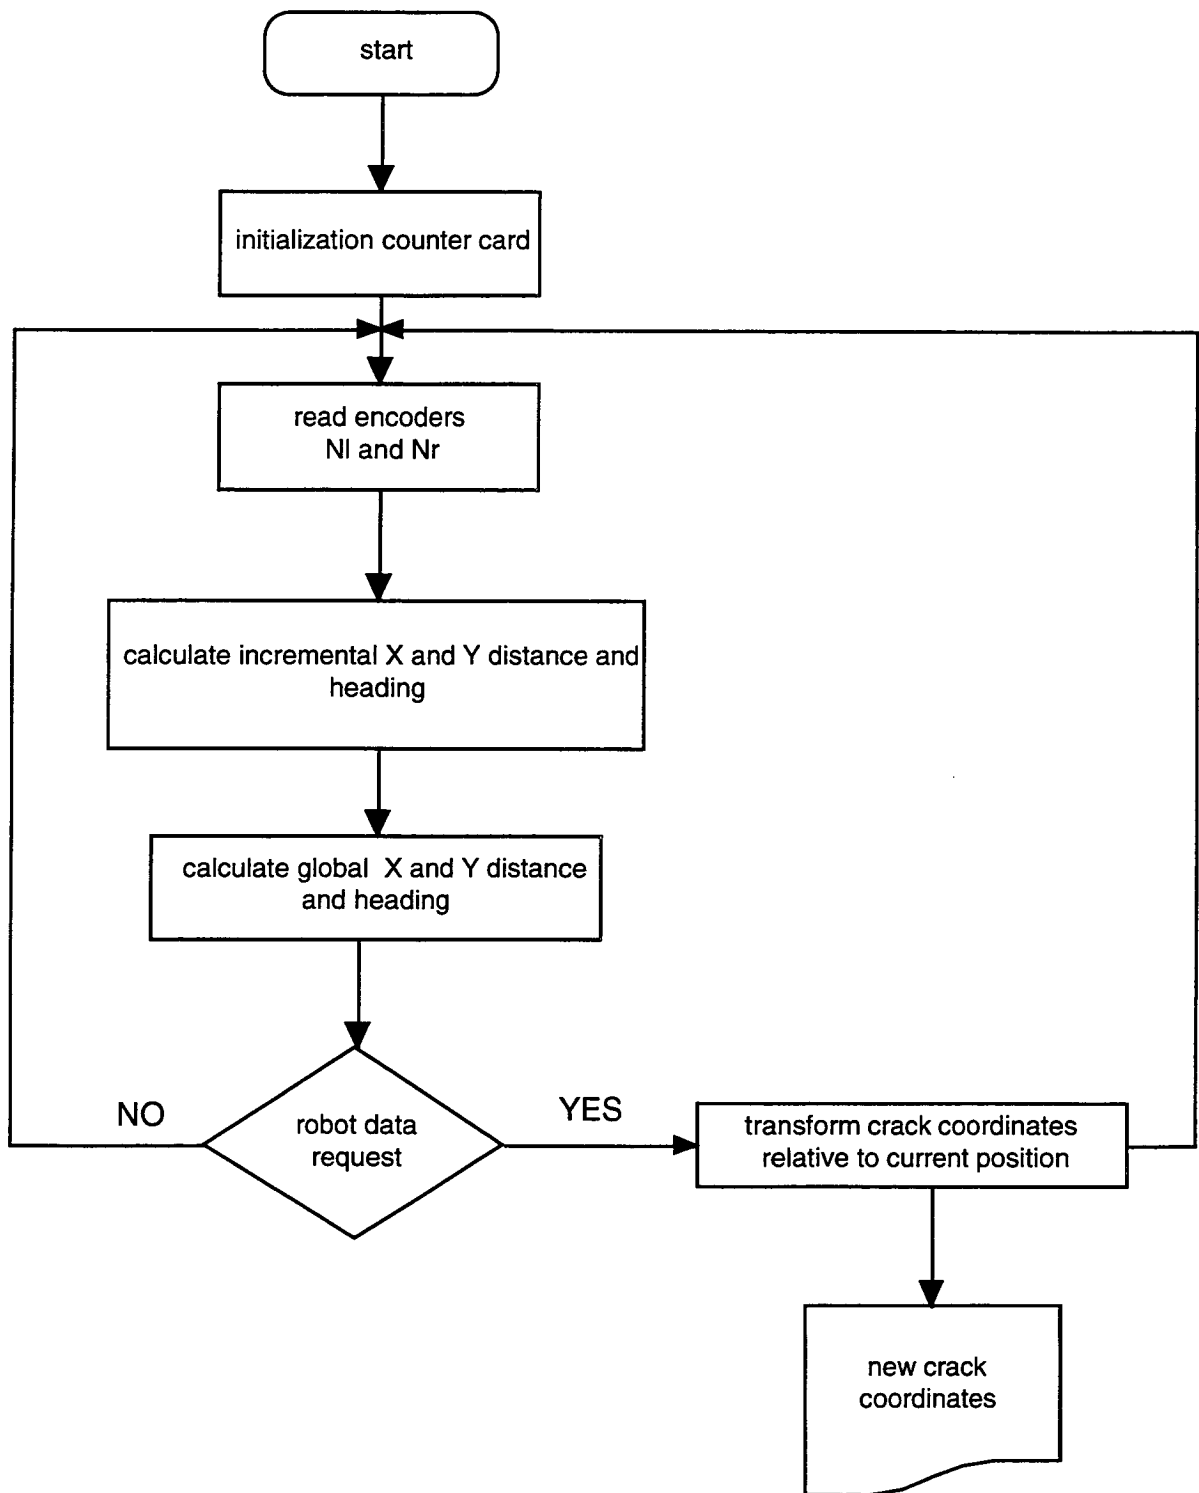 start
initialization counter card
read encoders
Nl and Nr
calculate incremental X and Y distance and
heading
calculate global X and Y distance
and heading
NO
robot data
request
YES
transform crack coordinates
relative to current position
new crack
coordinates